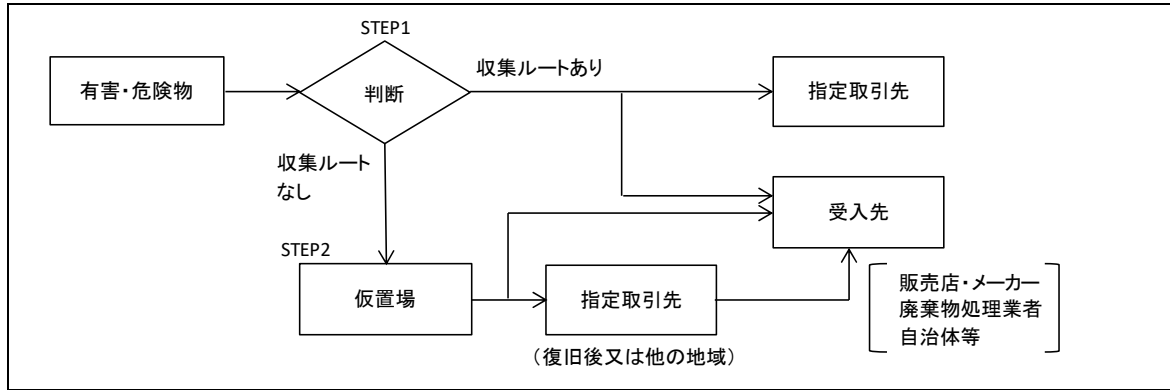 STEP1
有害・危険物
判断
収集ルートあり
指定取引先
収集ルート
なし
受入先
STEP2
仮置場
指定取引先
（復旧後又は他の地域）
販売店・メーカー
廃棄物処理業者
自治体等